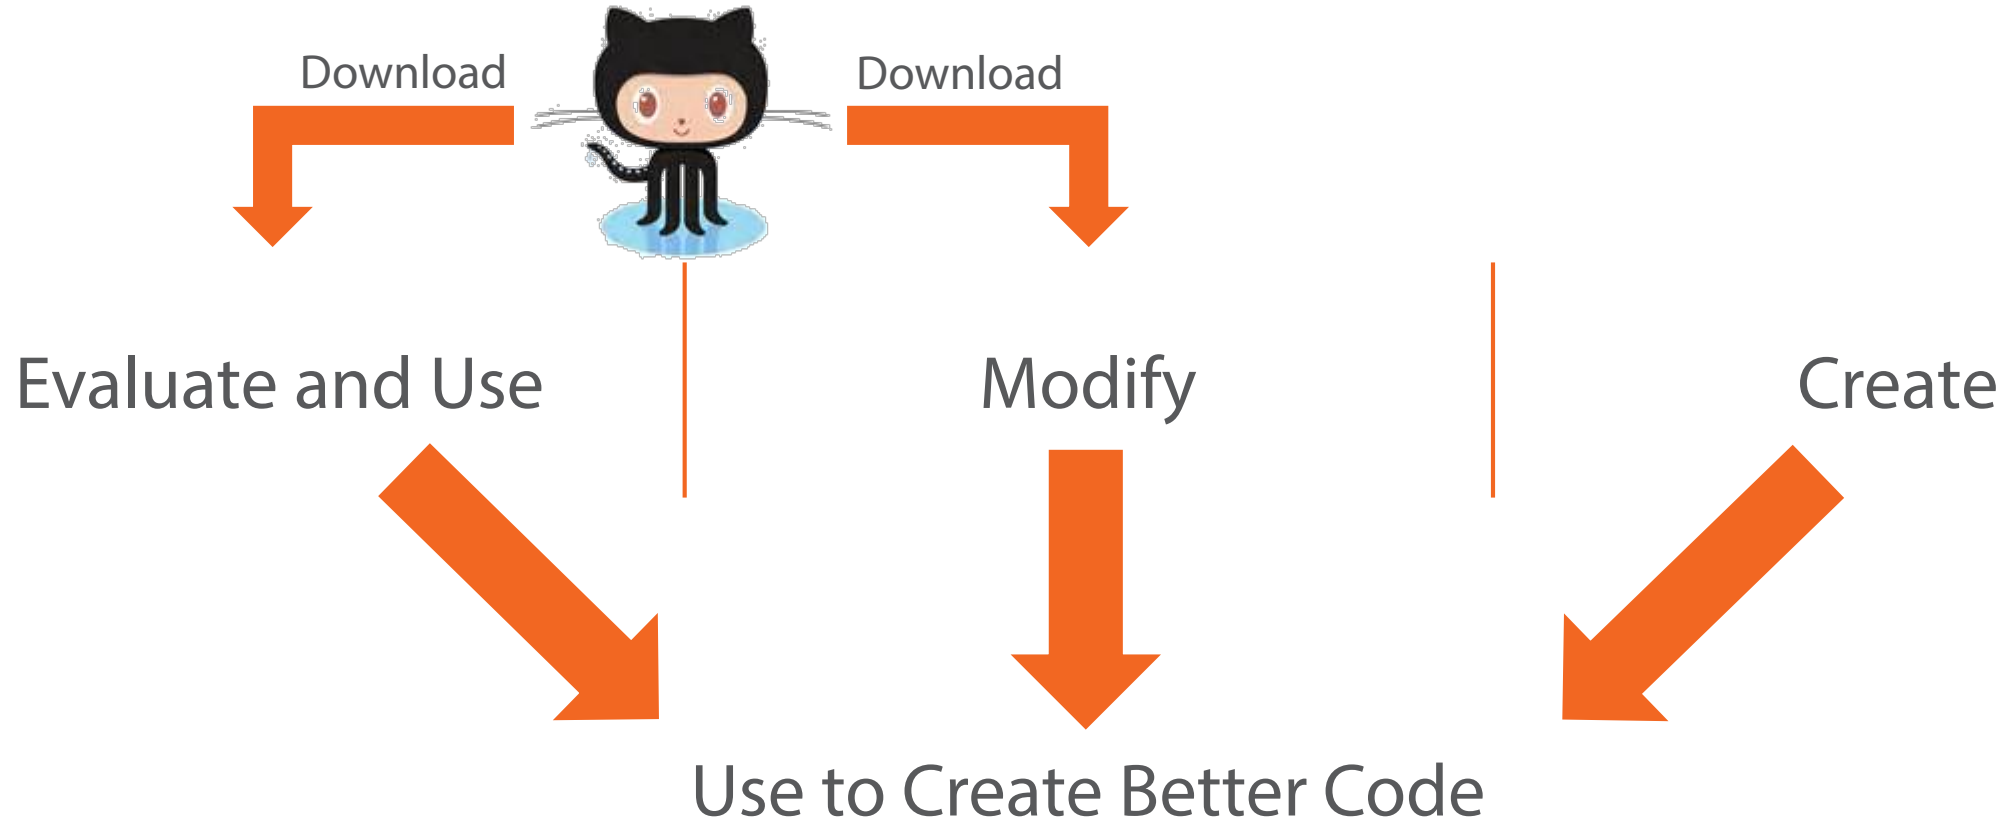 Download
Download
Evaluate and Use
Modify
Create
Use to Create Better Code